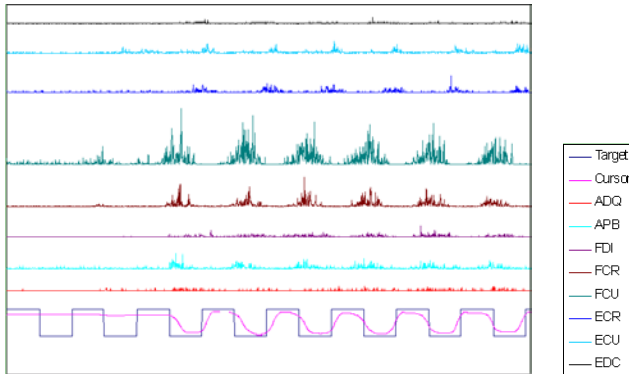 Target
Cursor
ADQ
APB
FDI
FCR
FCU
ECR
ECU
EDC